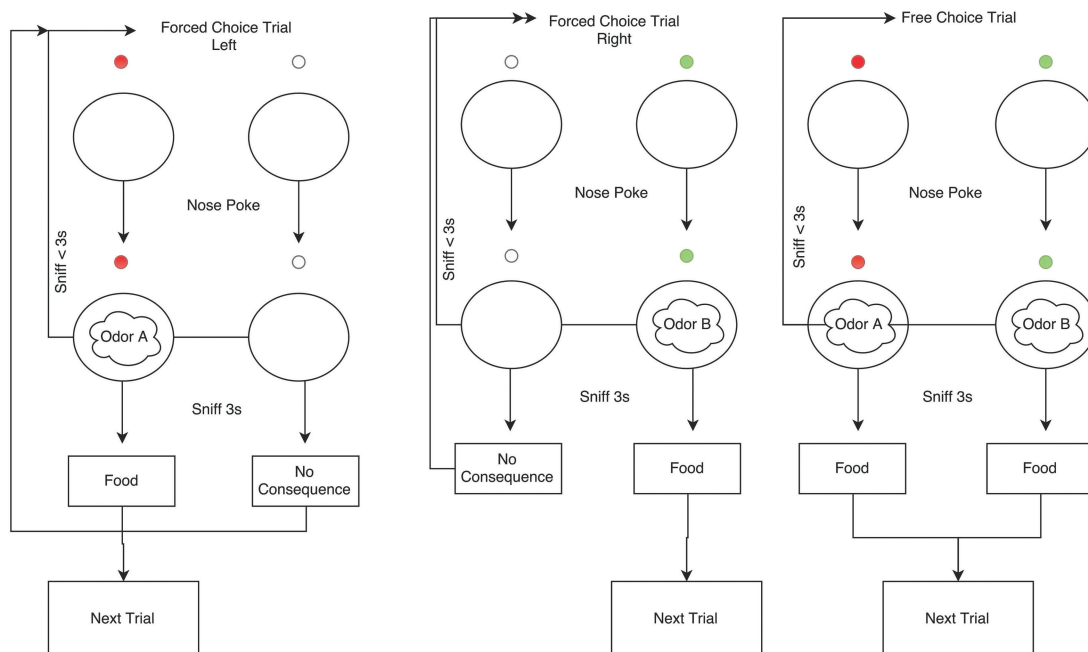 Forced Choice Trial
Left
Nose Poke
Sniff < 3s
Odor A
Sniff 3s
Food
No
Consequence
Next Trial
Forced Choice Trial
Right
Nose Poke
Sniff < 3s
Odor B
Sniff 3s
No
Consequence
Food
Next Trial
Free Choice Trial
Nose Poke
Sniff < 3s
Odor A
Odor B
Sniff 3s
Food
Food
Next Trial